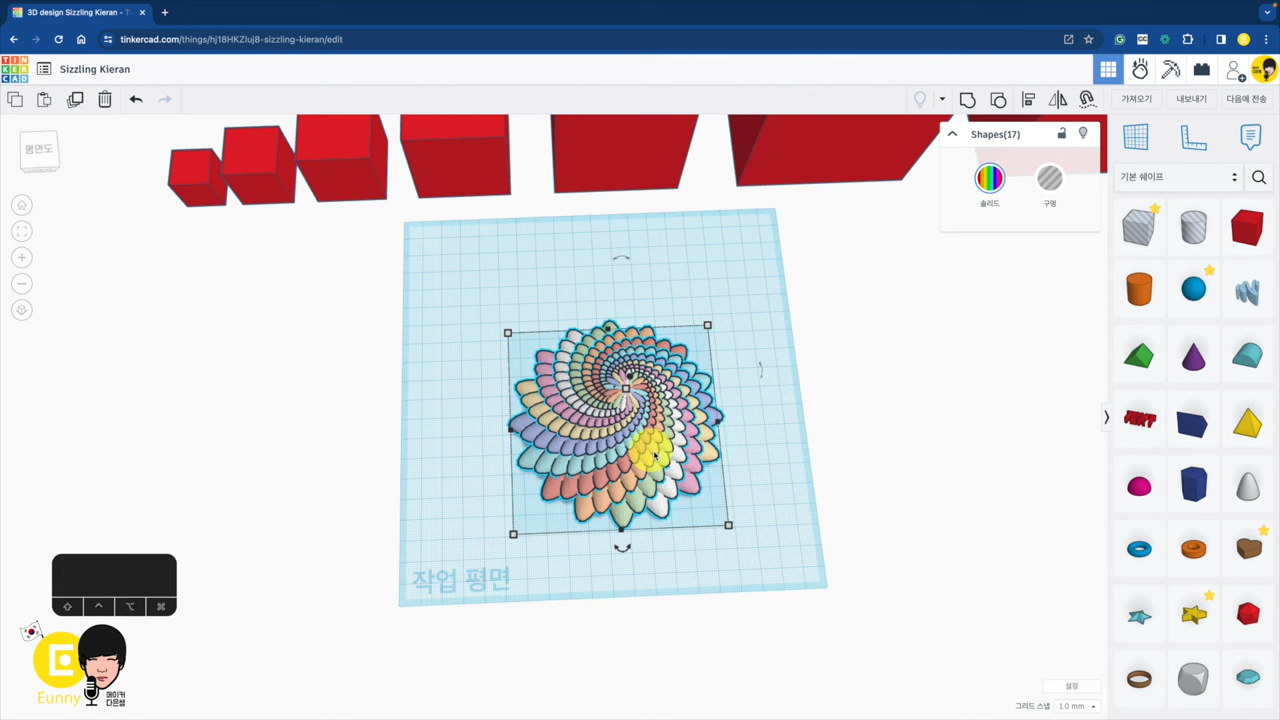 3D design Sizzling Kieran - T
tinkercad.com/things/hj18HKZluj8-sizzling-kieran/edit
TIN
KER
CAD
Sizzling Kieran
가져오기
내보내기
다음에 전송
평면도
Shapes(17)
솔리드
구멍
기본 쉐이프
작업 평면
Eunny
메이커
다은쌤
설정
그리드 스냅
1.0 mm